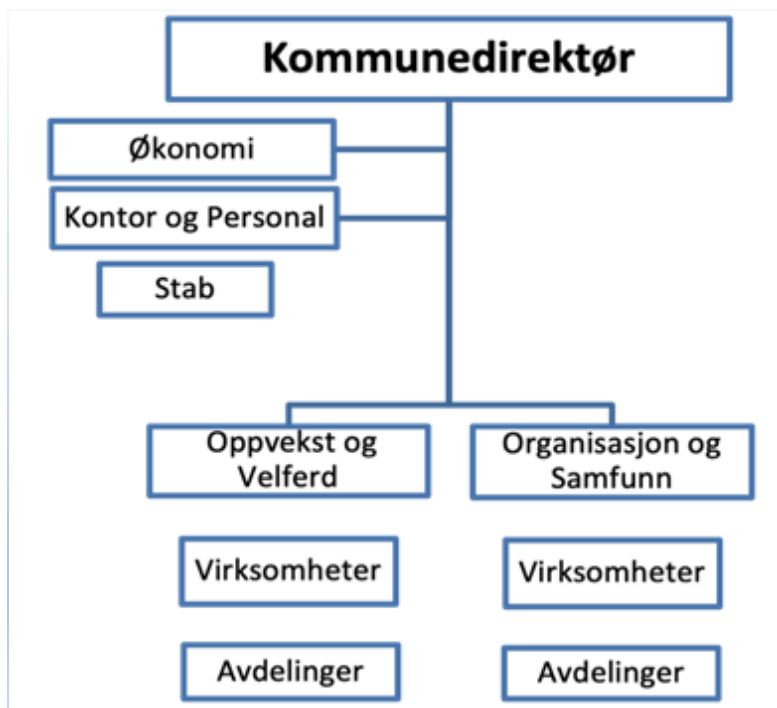 Kommunedirektør
Økonomi
Kontor og Personal
Stab
Oppvekst og
Velferd
Organisasjon og
Samfunn
Virksomheter
Virksomheter
Avdelinger
Avdelinger